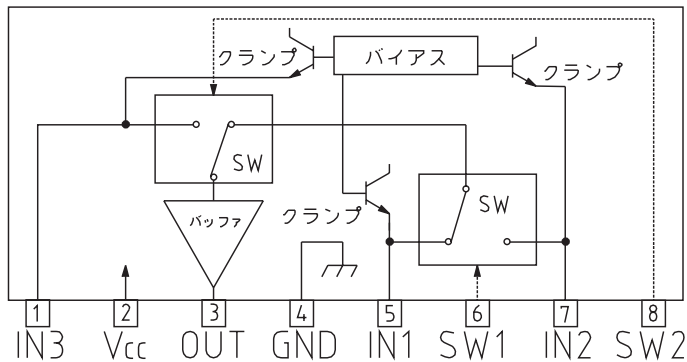 クランプ
バイアス
クランプ
SW
バッファ
クランプ
SW
1 2 3 4 5 6 7 8
IN3 Vcc OUT GND IN1 SW1 IN2 SW2